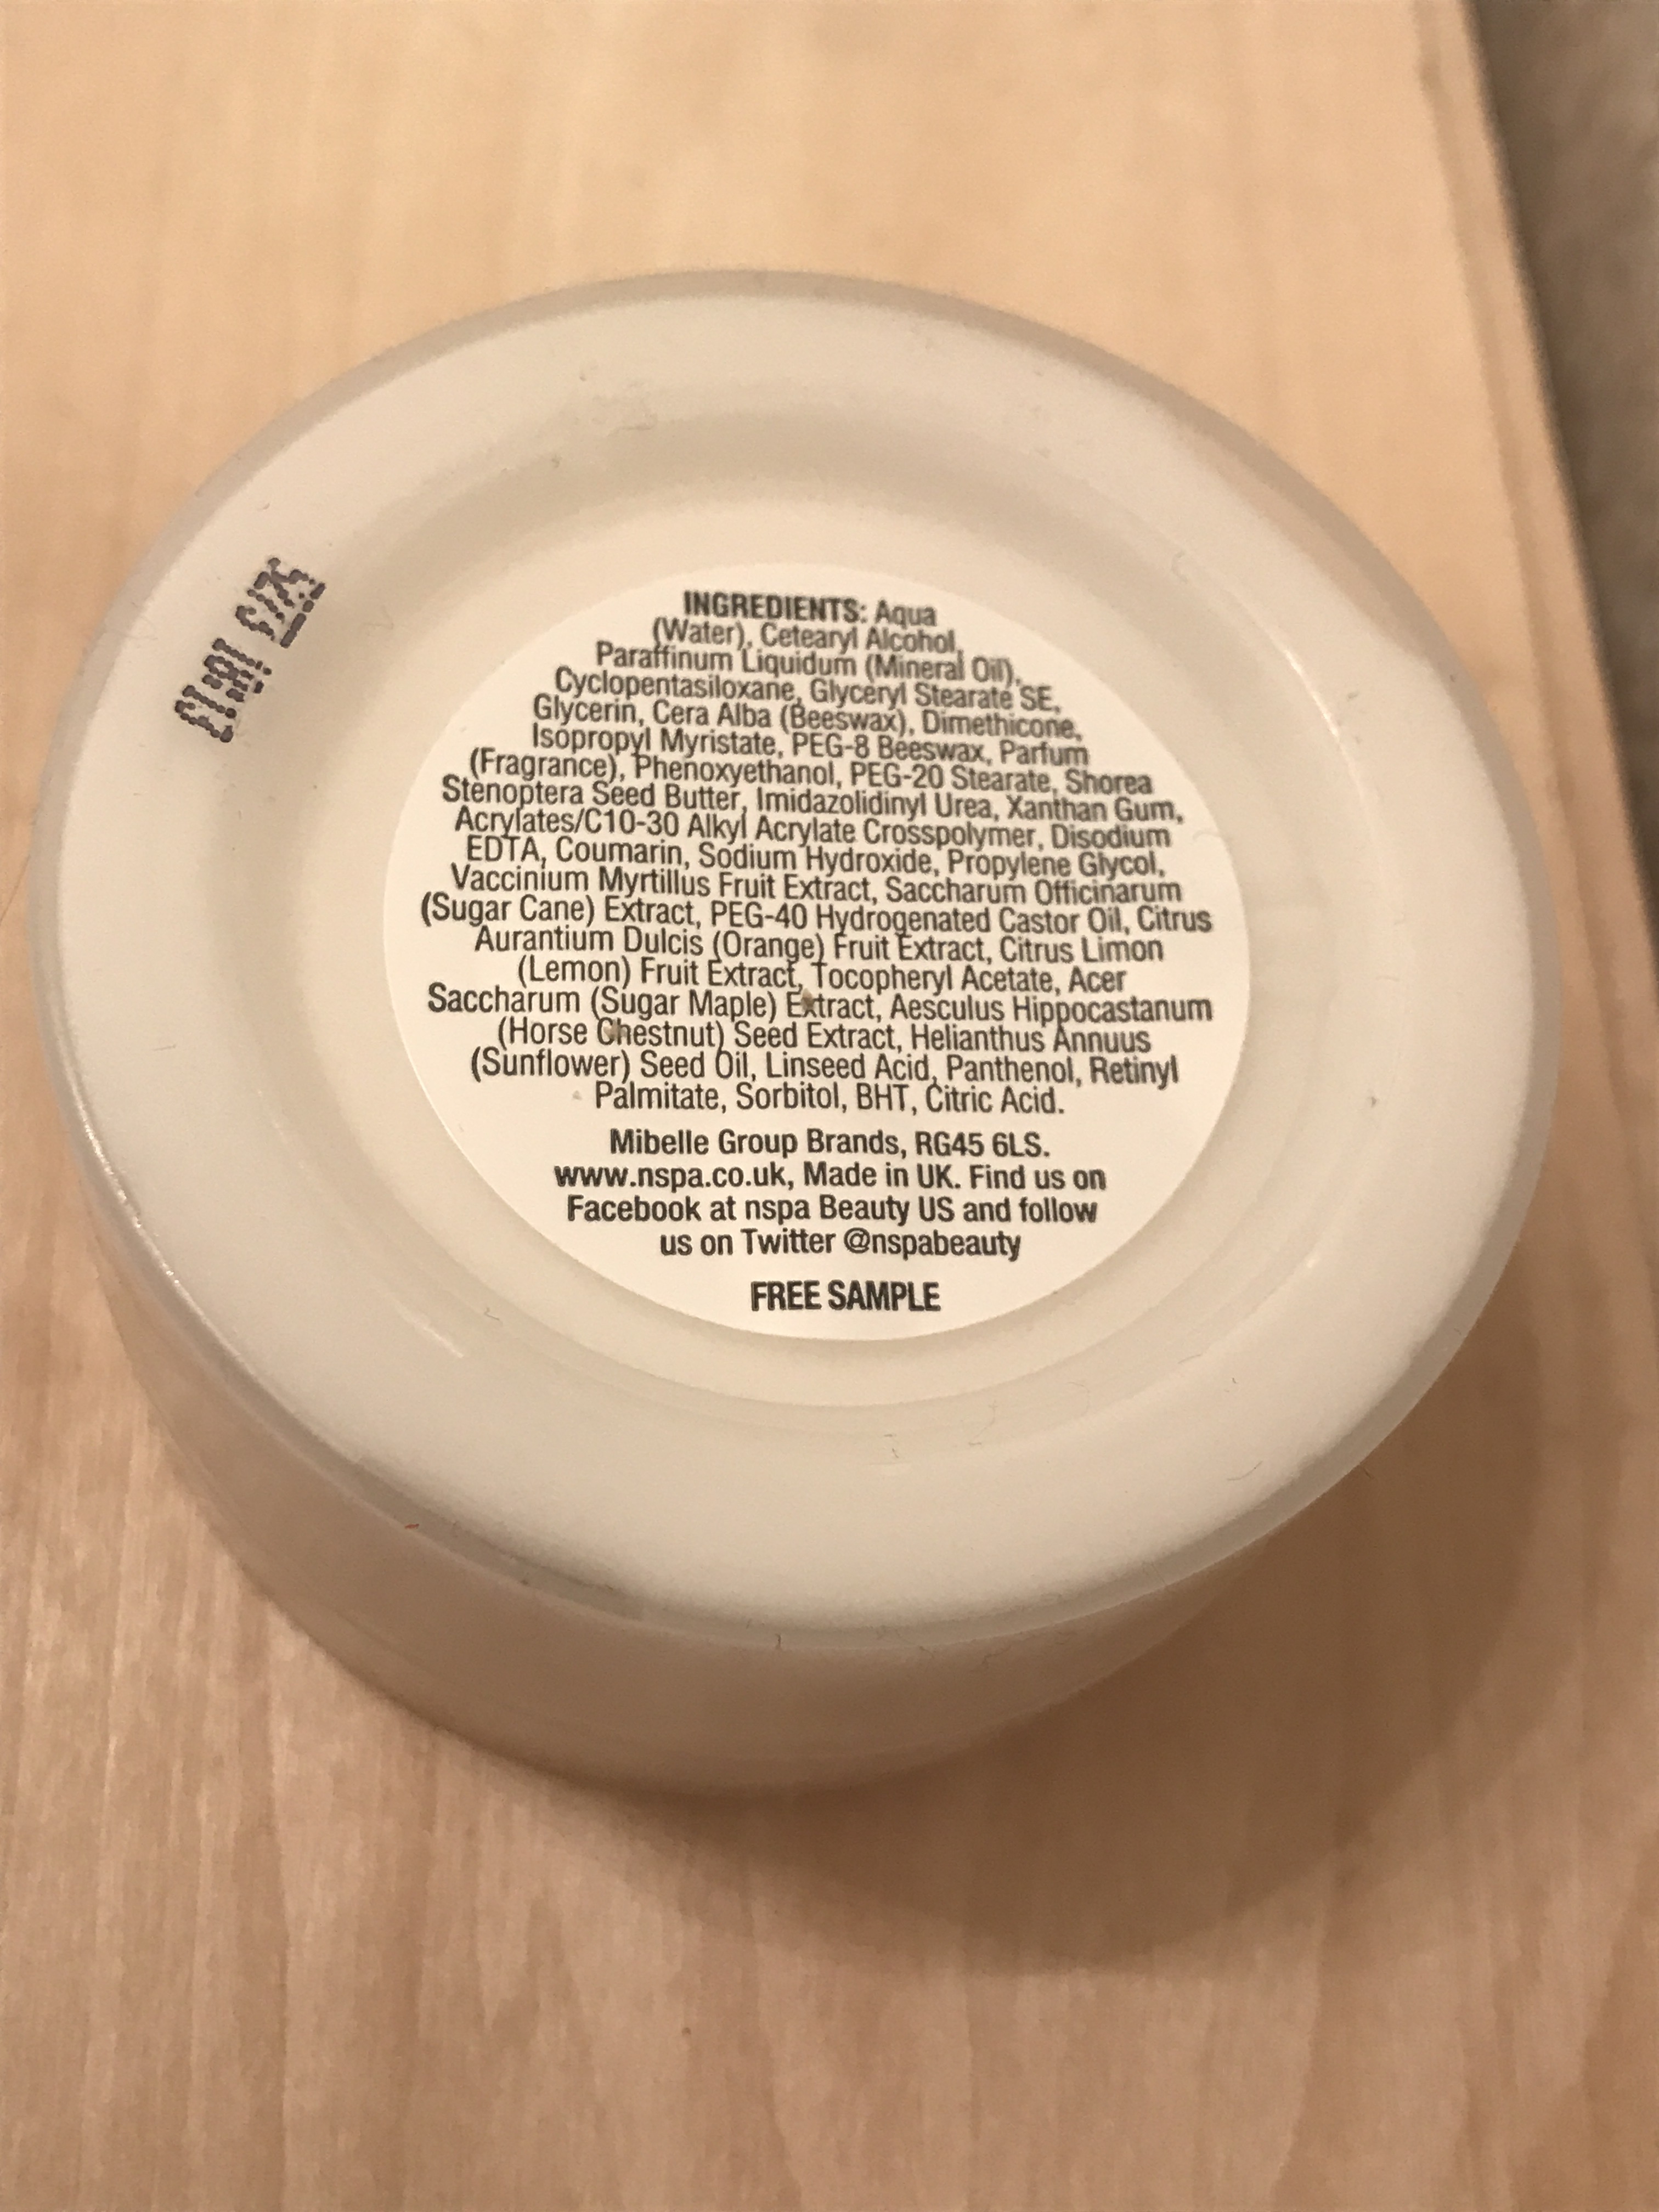 INGREDIENTS: Aqua
(Water), Cetearyl Alcohol,
Paraffinum Liquidum (Mineral Oil),
Cyclopentasiloxane, Glyceryl Stearate SE,
Glycerin, Cera Alba (Beeswax), Dimethicone,
Isopropyl Myristate, PEG-8 Beeswax, Parfum
(Fragrance), Phenoxyethanol, PEG-20 Stearate, Shorea
Stenoptera Seed Butter, Imidazolidinyl Urea, Xanthan Gum,
Acrylates/C10-30 Alkyl Acrylate Crosspolymer, Disodium
EDTA, Coumarin, Sodium Hydroxide, Propylene Glycol,
Vaccinium Myrtillus Fruit Extract, Saccharum Officinarum
(Sugar Cane) Extract, PEG-40 Hydrogenated Castor Oil, Citrus
Aurantium Dulcis (Orange) Fruit Extract, Citrus Limon
(Lemon) Fruit Extract, Tocopheryl Acetate, Acer
Saccharum (Sugar Maple) Extract, Aesculus Hippocastanum
(Horse Chestnut) Seed Extract, Helianthus Annuus
(Sunflower) Seed Oil, Linseed Acid, Panthenol, Retinyl
Palmitate, Sorbitol, BHT, Citric Acid.
Mibelle Group Brands, RG45 6LS.
www.nspa.co.uk, Made in UK. Find us on
Facebook at nspa Beauty US and follow
us on Twitter @nspabeauty
FREE SAMPLE